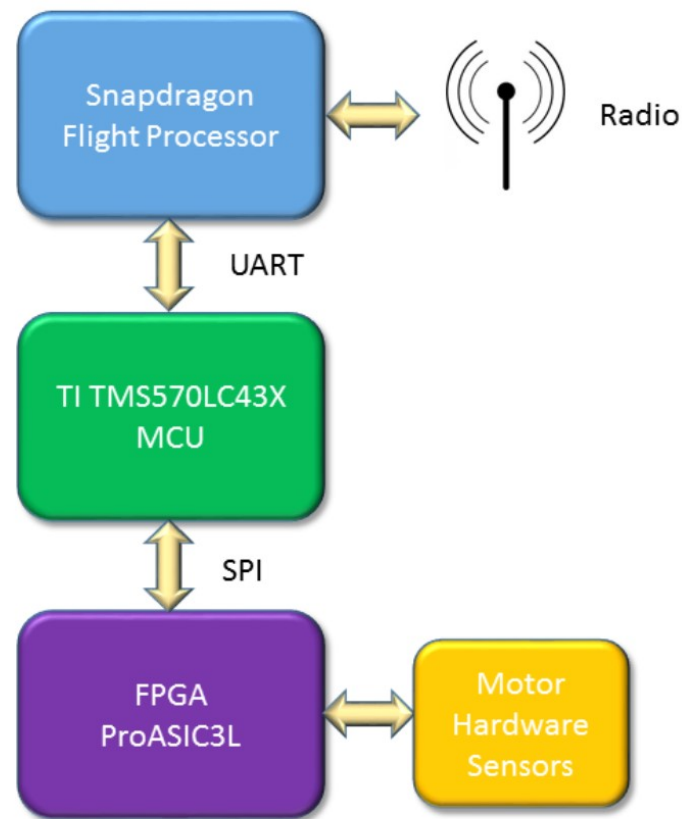 Snapdragon
Flight Processor
Radio
UART
TI TMS570LC43X
MCU
SPI
FPGA
ProASIC3L
Motor
Hardware
Sensors